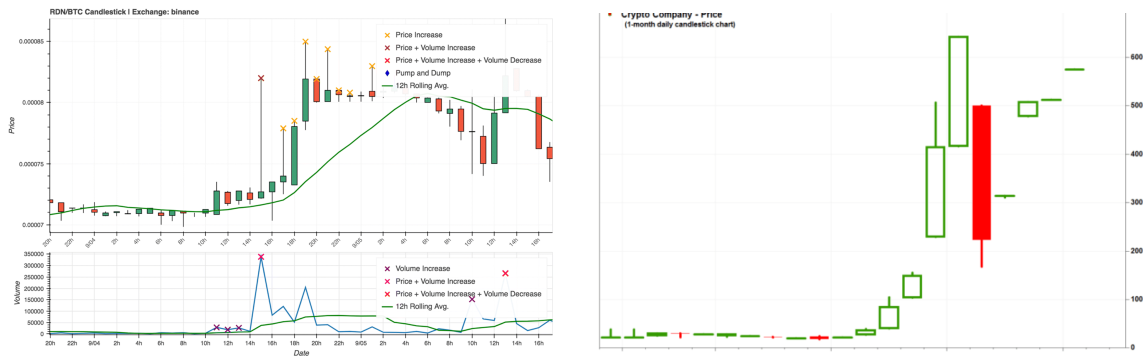 RDN/BTC Candlestick | Exchange: binance
Price Increase
Price + Volume Increase
Price + Volume Increase + Volume Decrease
Pump and Dump
12h Rolling Avg.
0.000085
0.00008
0.000075
0.00007
Price
20h 22h 9/04 2h 4h 6h 8h 10h 12h 14h 16h 18h 20h 22h 9/05 2h 4h 6h 8h 10h 12h 14h 16h
350000
300000
250000
200000
150000
100000
50000
0
Volume
Volume Increase
Price + Volume Increase
Price + Volume Increase + Volume Decrease
12h Rolling Avg.
20h 22h 9/04 2h 4h 6h 8h 10h 12h 14h 16h 18h 20h 22h 9/05 2h 4h 6h 8h 10h 12h 14h 16h
Date
Crypto Company - Price
(1-month daily candlestick chart)
600
500
400
300
200
100
0